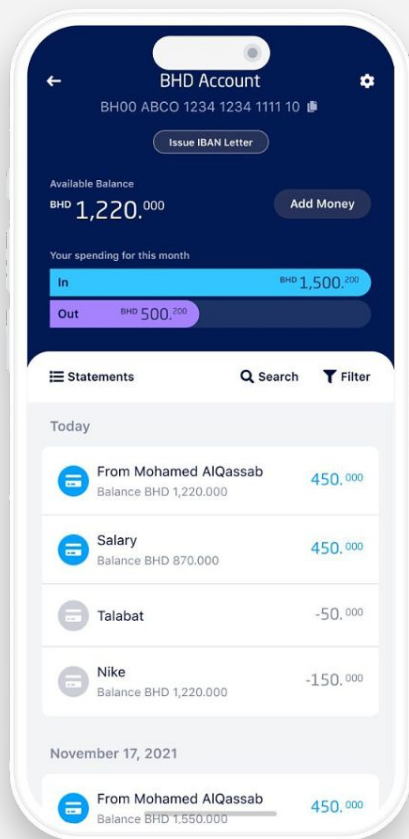 BHD Account
BH00 ABCO 1234 1234 1111 10
Issue IBAN Letter
Available Balance
BHD 1,220.000
Add Money
Your spending for this month
In BHD 1,500.200
Out BHD 500.200
Statements Search Filter
Today
From Mohamed AlQassab 450.000
Balance BHD 1,220.000
Salary 450.000
Balance BHD 870.000
Talabat -50.000
Nike -150.000
Balance BHD 1,220.000
November 17, 2021
From Mohamed AlQassab 450.000
Balance BHD 1,550.000